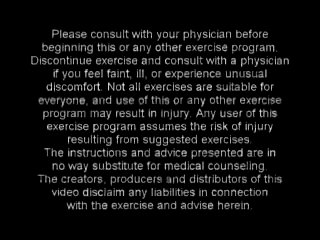 Please consult with your physician before
beginning this or any other exercise program.
Discontinue exercise and consult with a physician
if you feel faint, ill, or experience unusual
discomfort. Not all exercises are suitable for
everyone, and use of this or any other exercise
program may result in injury. Any user of this
exercise program assumes the risk of injury
resulting from suggested exercises.
The instructions and advice presented are in
no way substitute for medical counseling.
The creators, producers and distributors of this
video disclaim any liabilities in connection
with the exercise and advise herein.